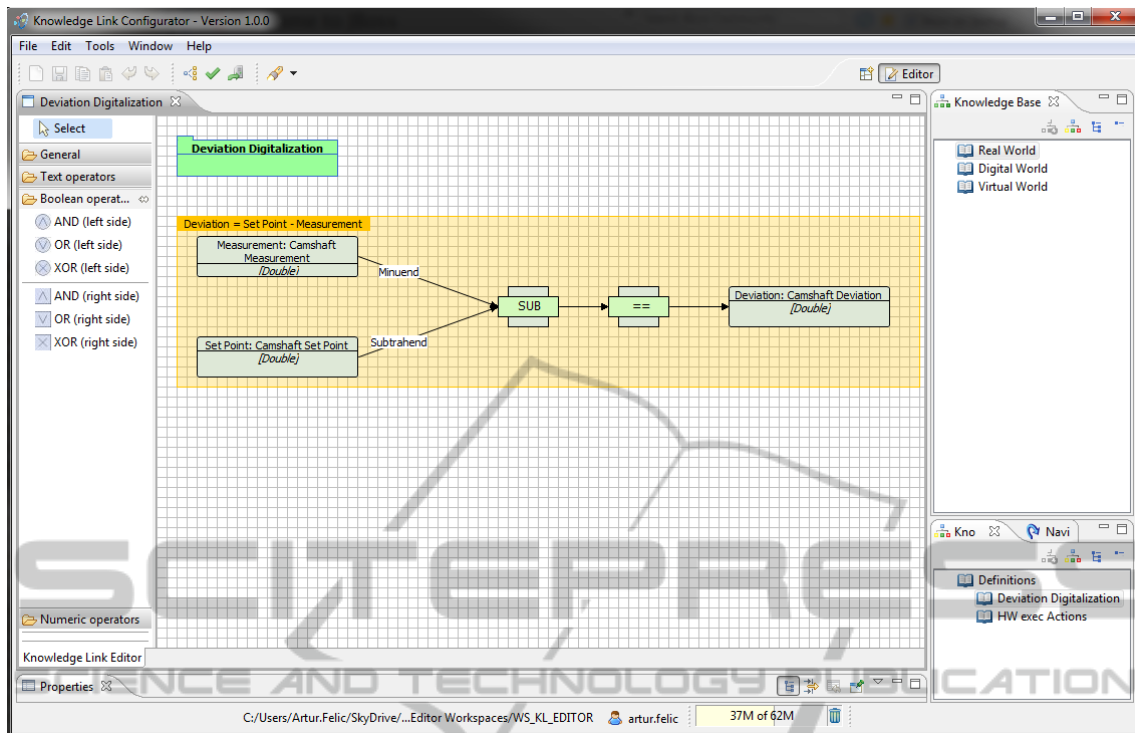 Knowledge Link Configurator - Version 1.0.0
File Edit Tools Window Help
Editor
Deviation Digitalization
Knowledge Base
Select
General
Text operators
Boolean operat...
AND (left side)
OR (left side)
XOR (left side)
AND (right side)
OR (right side)
XOR (right side)
Numeric operators
Deviation Digitalization
Deviation = Set Point - Measurement
Measurement: Camshaft
Measurement
[Double]
Minuend
SUB
==
Deviation: Camshaft Deviation
[Double]
Set Point: Camshaft Set Point
[Double]
Subtrahend
Real World
Digital World
Virtual World
Kno
Navi
Definitions
Deviation Digitalization
HW exec Actions
SCITEPRESS
SCIENCE AND TECHNOLOGY PUBLICATIONS
Knowledge Link Editor
Properties
C:/Users/Artur.Felic/SkyDrive/...Editor Workspaces/WS_KL_EDITOR
artur.felic
37M of 62M